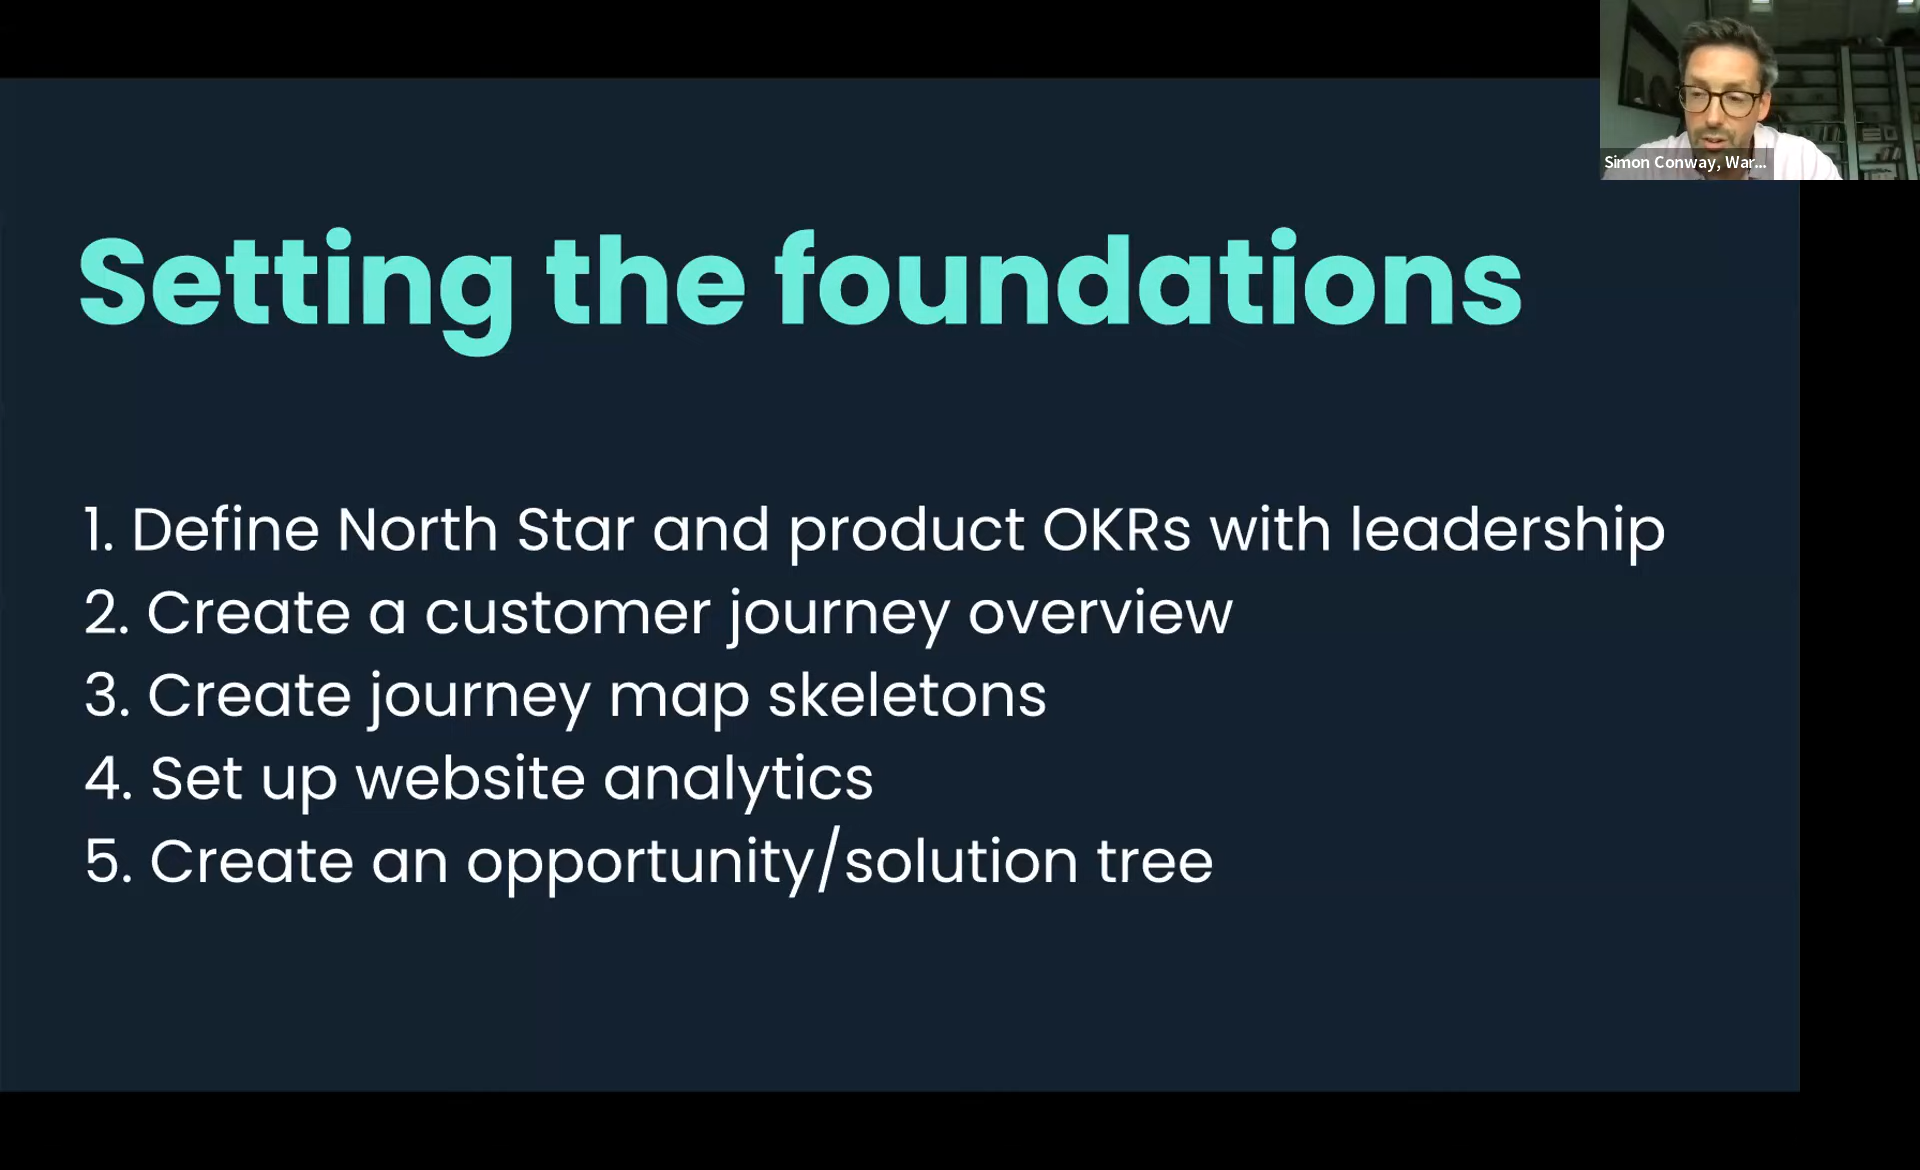 Simon Conway, War...
Setting the foundations
1. Define North Star and product OKRs with leadership
2. Create a customer journey overview
3. Create journey map skeletons
4. Set up website analytics
5. Create an opportunity/solution tree